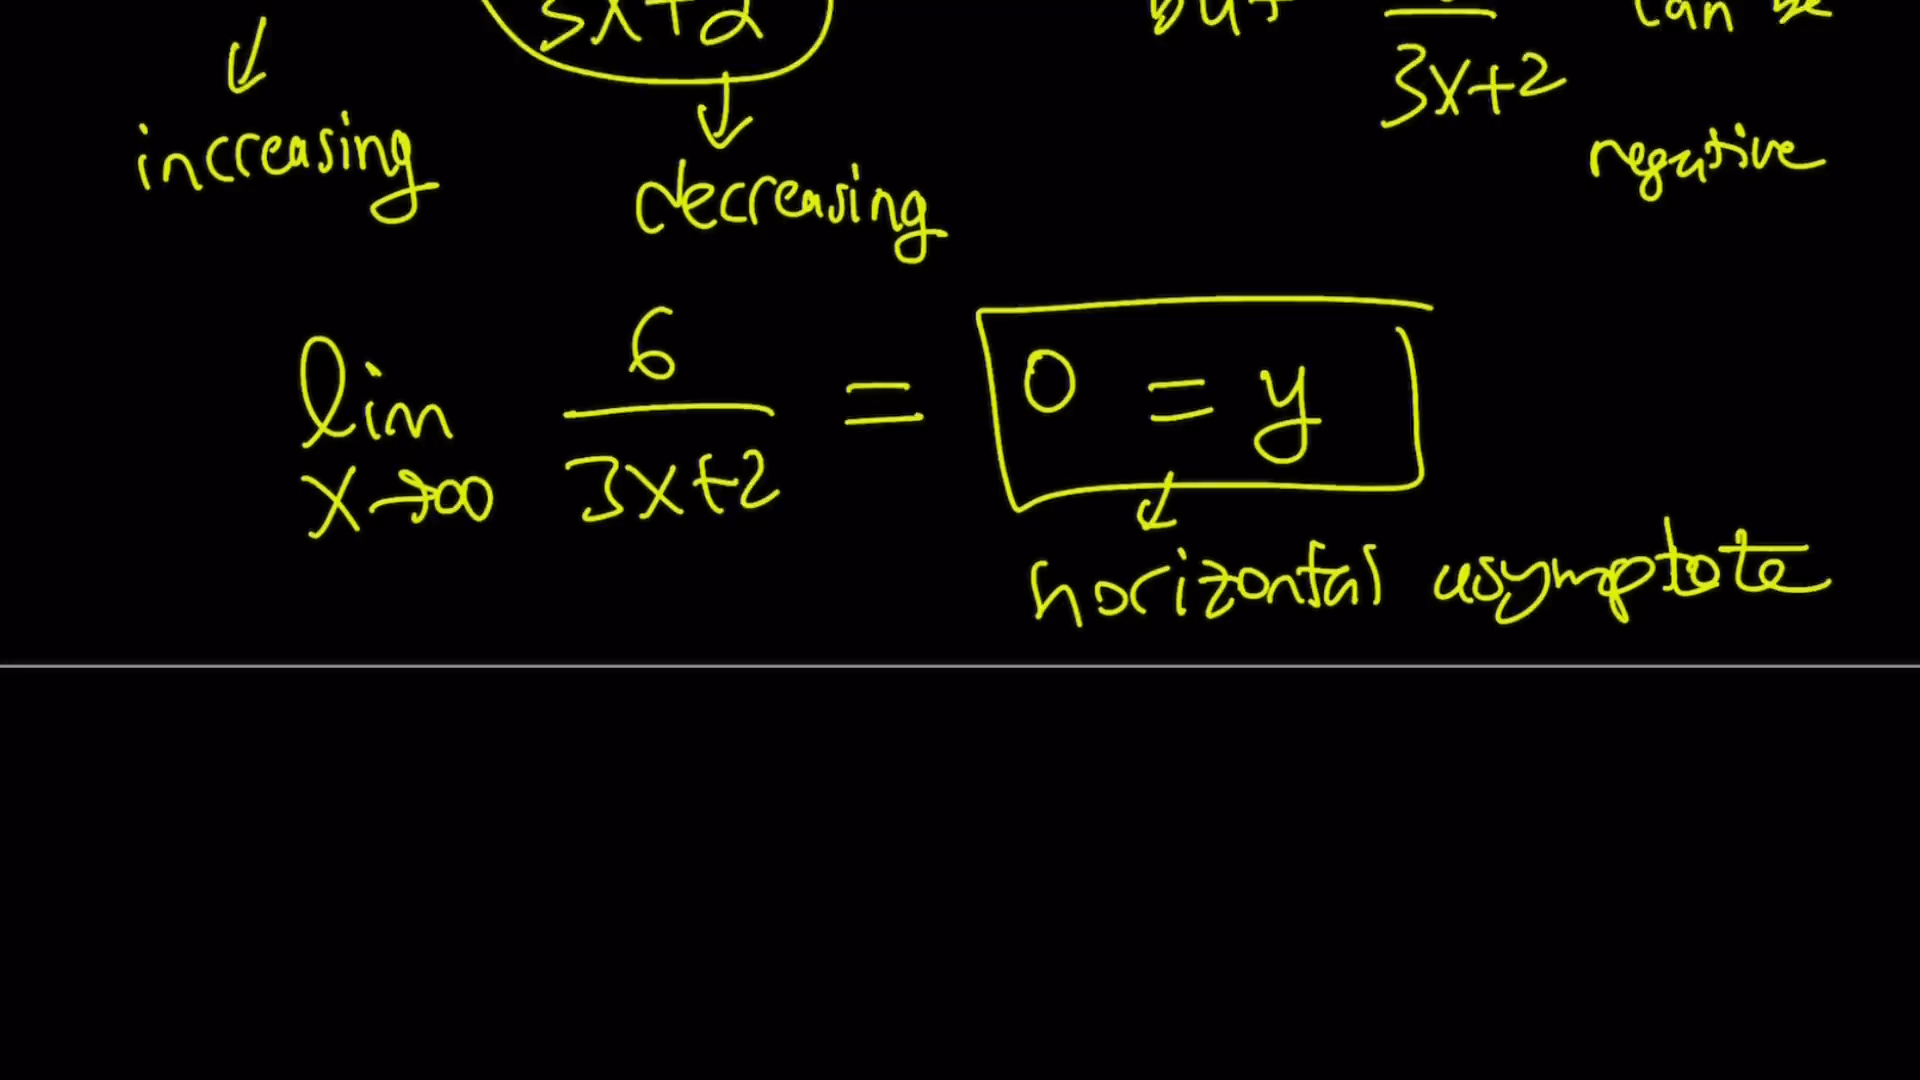 3x+2
but
can be
3x+2
negative
increasing
decreasing
lim x→∞ 6/(3x+2) = 0 = y
horizontal asymptote